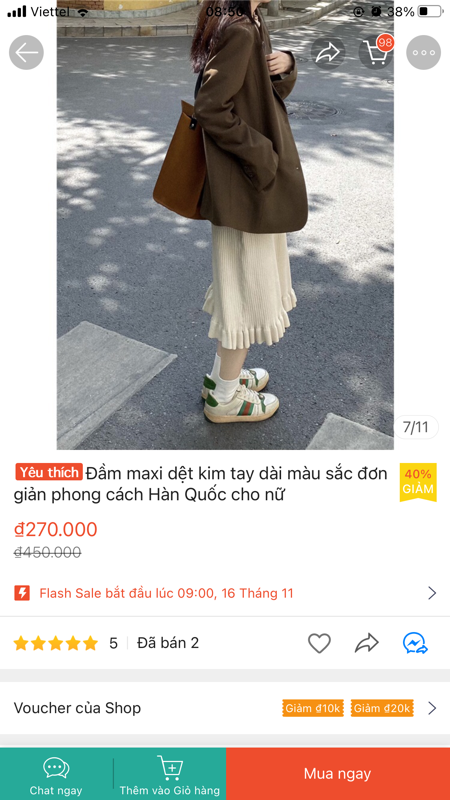 Viettel 08:50 38%
98
7/11
Yêu thích Đầm maxi dệt kim tay dài màu sắc đơn
giản phong cách Hàn Quốc cho nữ
40%
GIẢM
₫270.000
₫450.000
Flash Sale bắt đầu lúc 09:00, 16 Tháng 11
5 Đã bán 2
Voucher của Shop Giảm ₫10k Giảm ₫20k
Chat ngay Thêm vào Giỏ hàng Mua ngay